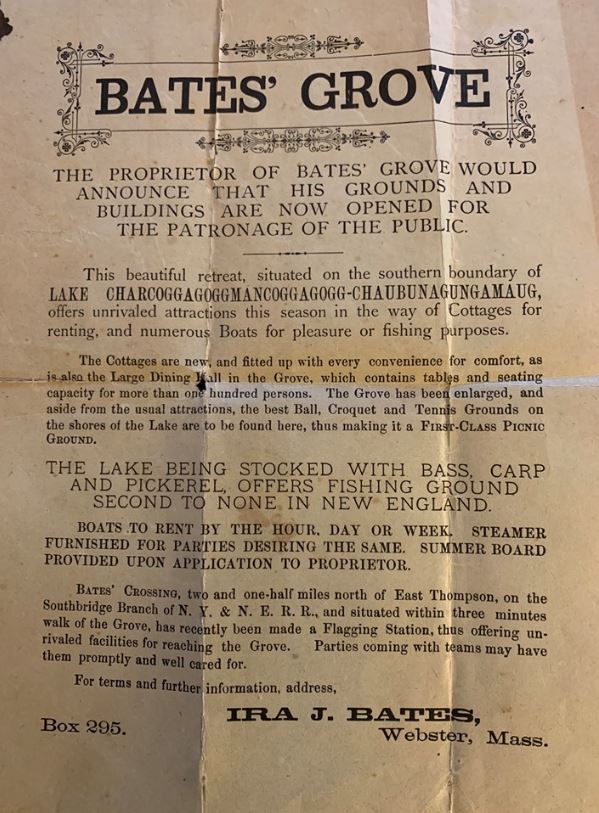 BATES' GROVE
THE PROPRIETOR OF BATES' GROVE WOULD
ANNOUNCE THAT HIS GROUNDS AND
BUILDINGS ARE NOW OPENED FOR
THE PATRONAGE OF THE PUBLIC.
This beautiful retreat, situated on the southern boundary of
LAKE CHARCOGGAGOGGMANCOGGAGOGG-CHAUBUNAGUNGAMAUG,
offers unrivaled attractions this season in the way of Cottages for
renting, and numerous Boats for pleasure or fishing purposes.
The Cottages are new, and fitted up with every convenience for comfort, as
is also the Large Dining Hall in the Grove, which contains tables and seating
capacity for more than one hundred persons. The Grove has been enlarged, and
aside from the usual attractions, the best Ball, Croquet and Tennis Grounds on
the shores of the Lake are to be found here, thus making it a FIRST-CLASS PICNIC
GROUND.
THE LAKE BEING STOCKED WITH BASS, CARP
AND PICKEREL, OFFERS FISHING GROUND
SECOND TO NONE IN NEW ENGLAND.
BOATS TO RENT BY THE HOUR, DAY OR WEEK. STEAMER
FURNISHED FOR PARTIES DESIRING THE SAME. SUMMER BOARD
PROVIDED UPON APPLICATION TO PROPRIETOR.
BATES' CROSSING, two and one-half miles north of East Thompson, on the
Southbridge Branch of N. Y. & N. E. R. R., and situated within three minutes
walk of the Grove, has recently been made a Flagging Station, thus offering un-
rivaled facilities for reaching the Grove. Parties coming with teams may have
them promptly and well cared for.
For terms and further information, address,
IRA J. BATES,
Box 295. Webster, Mass.